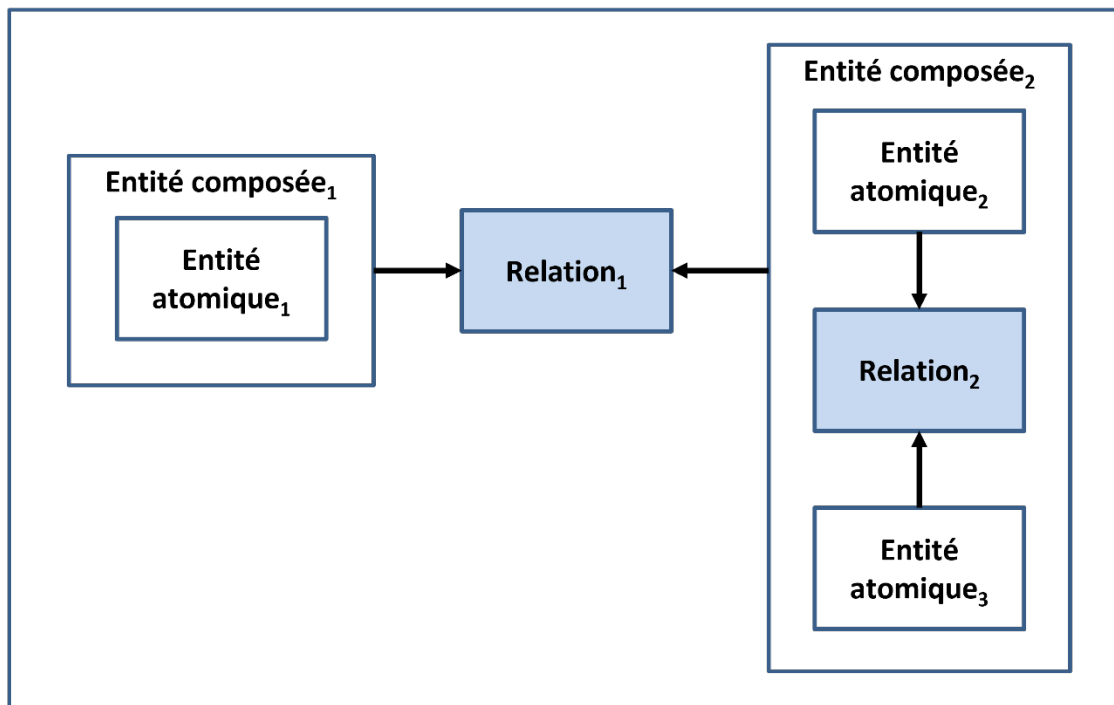 Entité composée₁
Entité
atomique₁
Relation₁
Entité composée₂
Entité
atomique₂
Relation₂
Entité
atomique₃